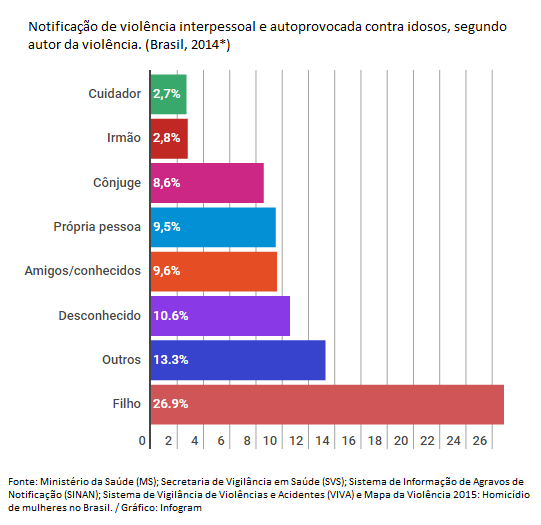 Notificação de violência interpessoal e autoprovocada contra idosos, segundo
autor da violência. (Brasil, 2014*)
Cuidador 2,7%
Irmão 2,8%
Cônjuge 8,6%
Própria pessoa 9,5%
Amigos/conhecidos 9,6%
Desconhecido 10.6%
Outros 13.3%
Filho 26.9%
0 2 4 6 8 10 12 14 16 18 20 22 24 26
Fonte: Ministério da Saúde (MS); Secretaria de Vigilância em Saúde (SVS); Sistema de Informação de Agravos de
Notificação (SINAN); Sistema de Vigilância de Violências e Acidentes (VIVA) e Mapa da Violência 2015: Homicídio
de mulheres no Brasil. / Gráfico: Infogram